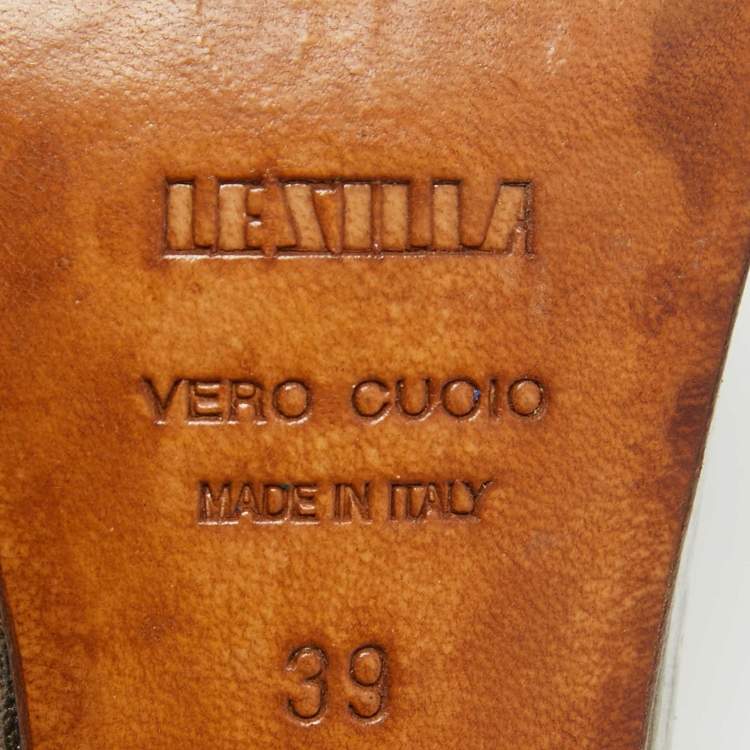 LE SILLA
VERO CUOIO
MADE IN ITALY
39